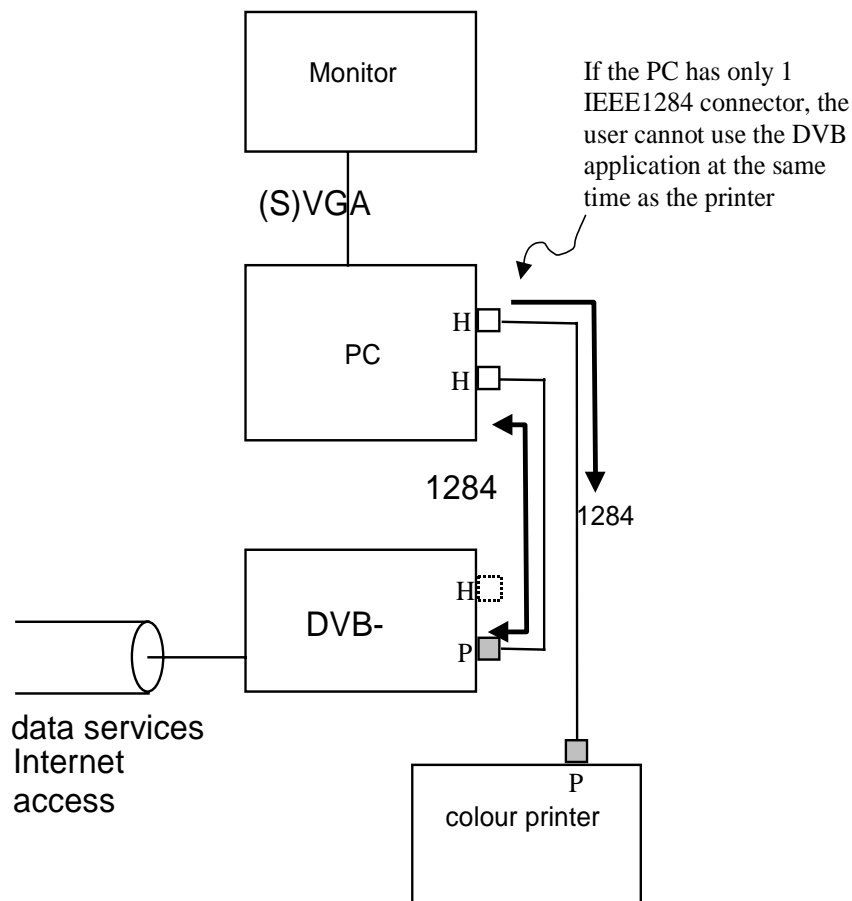 Monitor
If the PC has only 1
IEEE1284 connector, the
user cannot use the DVB
application at the same
time as the printer
(S)VGA
H
PC
H
1284
1284
H
DVB-
P
data services
Internet
access
P
colour printer